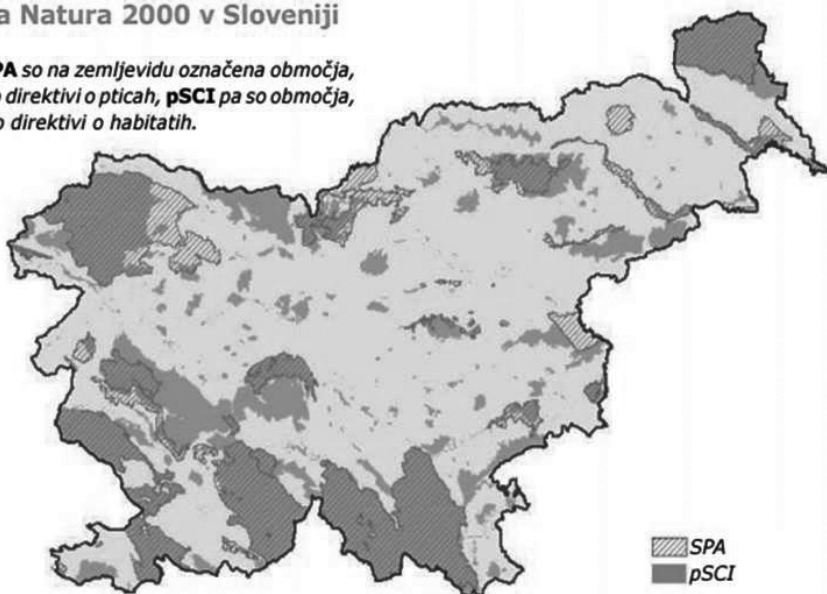 a Natura 2000 v Sloveniji
PA so na zemljevidu označena območja,
o direktivi o pticah, pSCI pa so območja,
o direktivi o habitatih.
SPA
pSCI